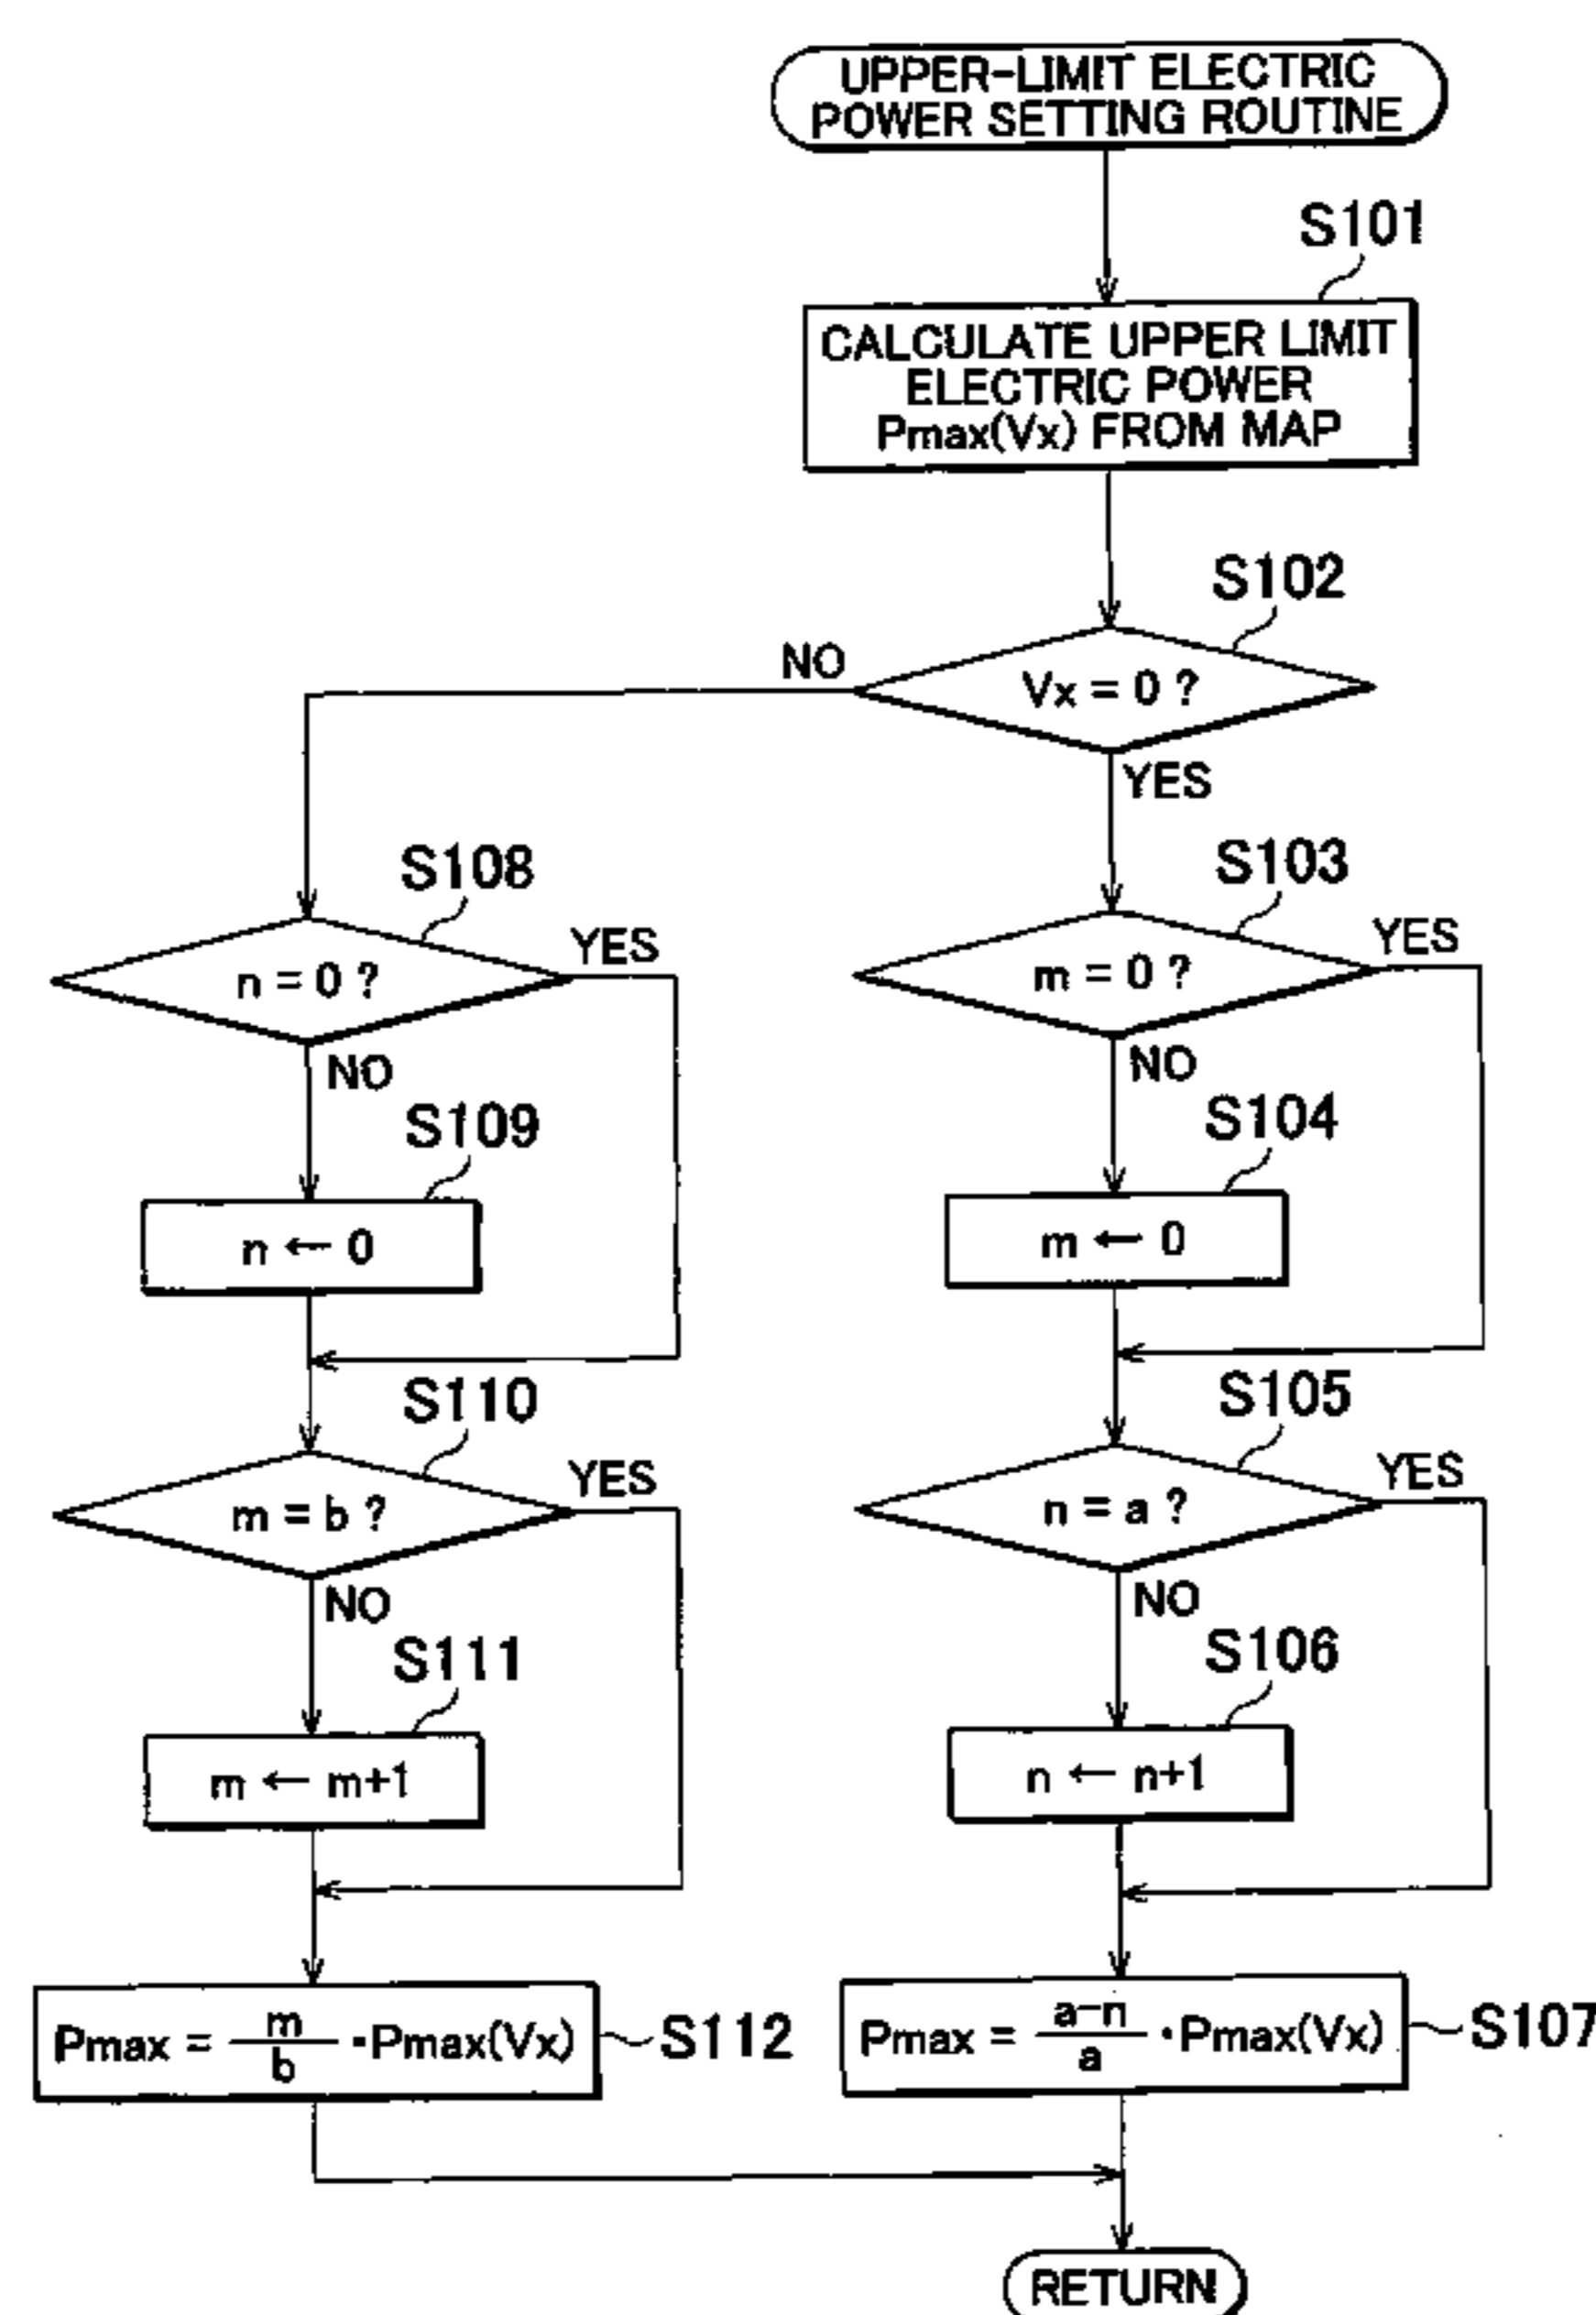 UPPER-LIMIT ELECTRIC
POWER SETTING ROUTINE
S101
CALCULATE UPPER LIMIT
ELECTRIC POWER
Pmax(Vx) FROM MAP
S102
Vx = 0 ?
NO
YES
S103
m = 0 ?
YES
NO
S104
m ← 0
S105
n = a ?
YES
NO
S106
n ← n+1
Pmax = a-n/a · Pmax(Vx)
S107
S108
n = 0 ?
YES
NO
S109
n ← 0
S110
m = b ?
YES
NO
S111
m ← m+1
Pmax = m/b · Pmax(Vx)
S112
RETURN